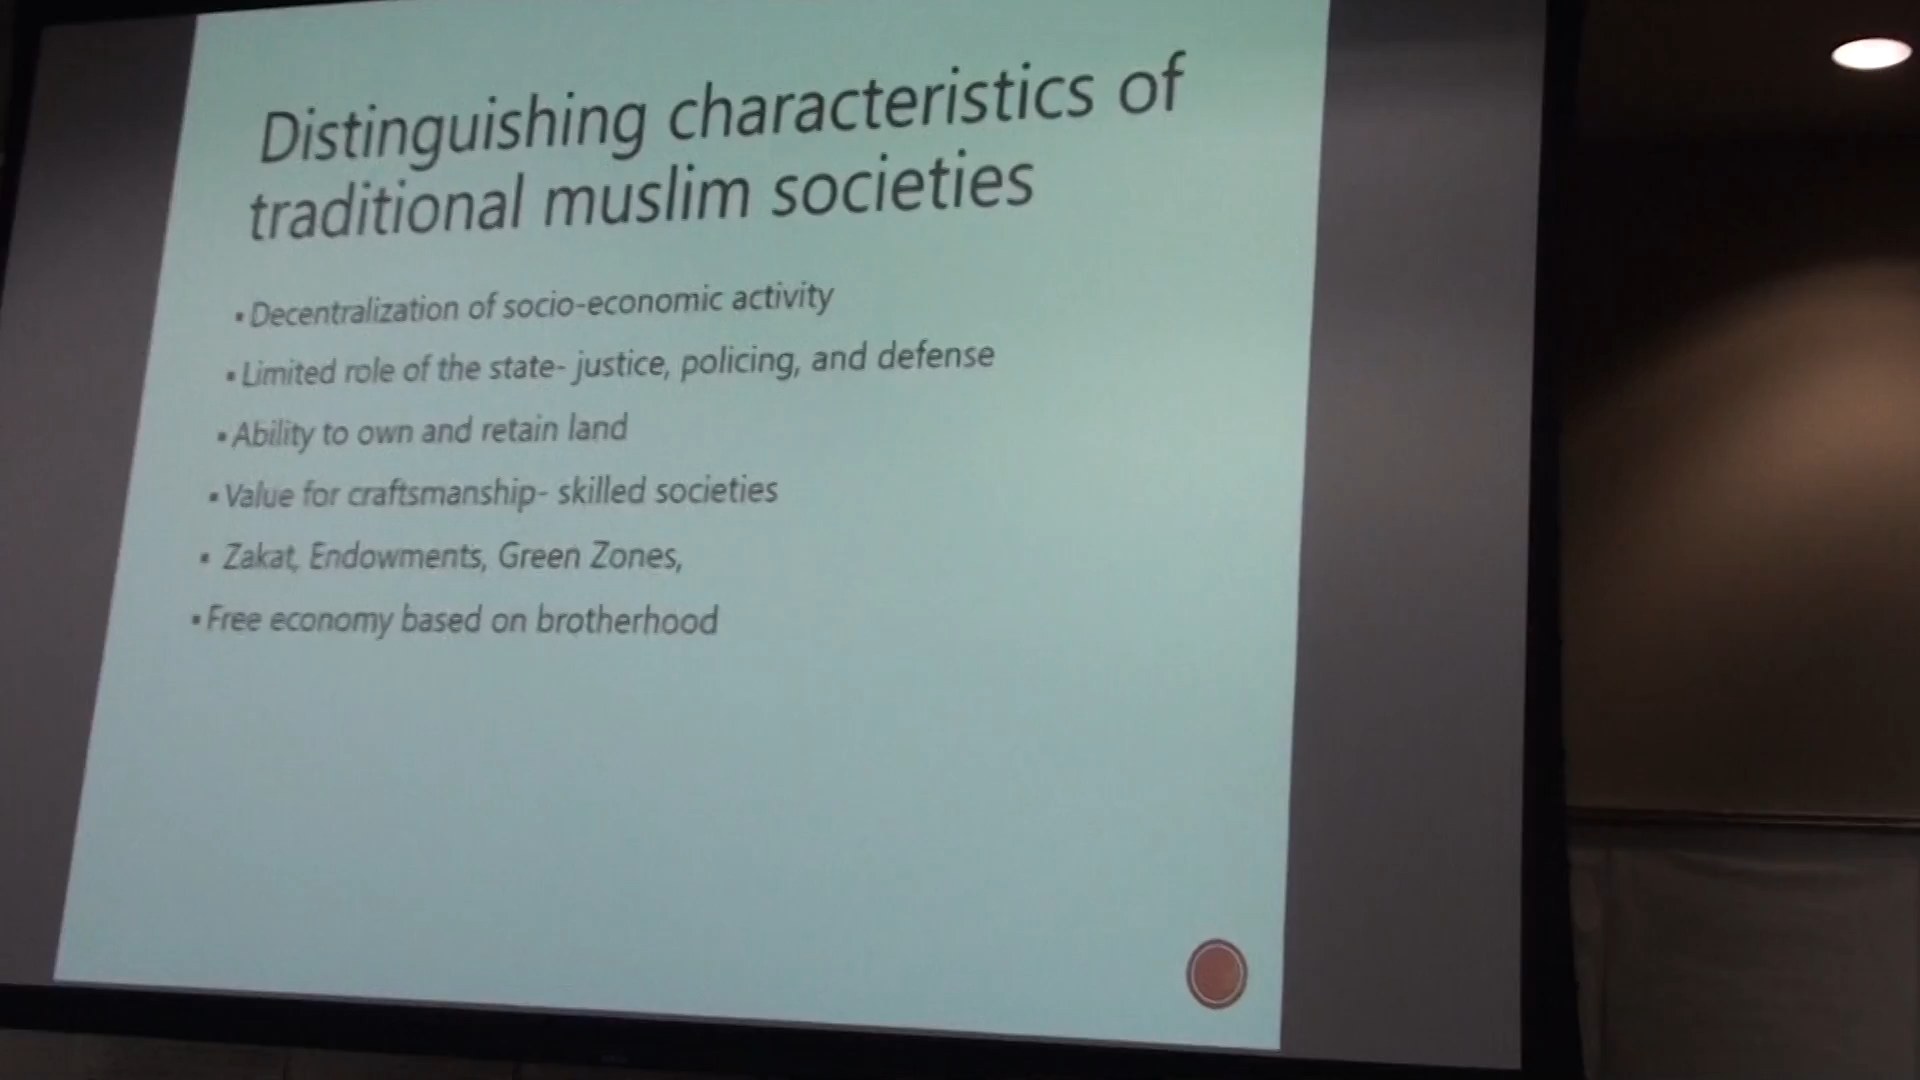 Distinguishing characteristics of
traditional muslim societies
▪ Decentralization of socio-economic activity
▪ Limited role of the state- justice, policing, and defense
▪ Ability to own and retain land
▪ Value for craftsmanship- skilled societies
▪ Zakat, Endowments, Green Zones,
▪ Free economy based on brotherhood